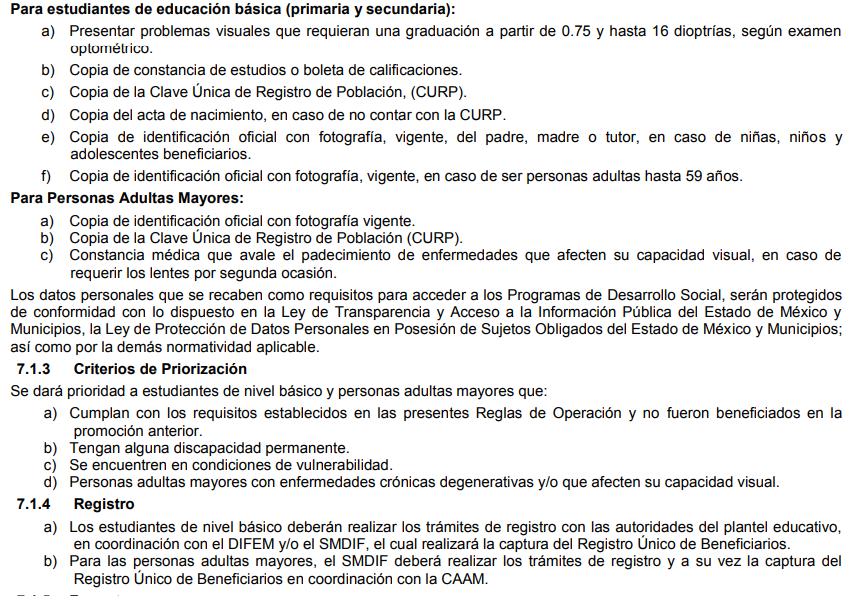 Para estudiantes de educación básica (primaria y secundaria):
a) Presentar problemas visuales que requieran una graduación a partir de 0.75 y hasta 16 dioptrías, según examen
optométrico.
b) Copia de constancia de estudios o boleta de calificaciones.
c) Copia de la Clave Única de Registro de Población, (CURP).
d) Copia del acta de nacimiento, en caso de no contar con la CURP.
e) Copia de identificación oficial con fotografía, vigente, del padre, madre o tutor, en caso de niñas, niños y
adolescentes beneficiarios.
f) Copia de identificación oficial con fotografía, vigente, en caso de ser personas adultas hasta 59 años.
Para Personas Adultas Mayores:
a) Copia de identificación oficial con fotografía vigente.
b) Copia de la Clave Única de Registro de Población (CURP).
c) Constancia médica que avale el padecimiento de enfermedades que afecten su capacidad visual, en caso de
requerir los lentes por segunda ocasión.
Los datos personales que se recaben como requisitos para acceder a los Programas de Desarrollo Social, serán protegidos
de conformidad con lo dispuesto en la Ley de Transparencia y Acceso a la Información Pública del Estado de México y
Municipios, la Ley de Protección de Datos Personales en Posesión de Sujetos Obligados del Estado de México y Municipios;
así como por la demás normatividad aplicable.
7.1.3 Criterios de Priorización
Se dará prioridad a estudiantes de nivel básico y personas adultas mayores que:
a) Cumplan con los requisitos establecidos en las presentes Reglas de Operación y no fueron beneficiados en la
promoción anterior.
b) Tengan alguna discapacidad permanente.
c) Se encuentren en condiciones de vulnerabilidad.
d) Personas adultas mayores con enfermedades crónicas degenerativas y/o que afecten su capacidad visual.
7.1.4 Registro
a) Los estudiantes de nivel básico deberán realizar los trámites de registro con las autoridades del plantel educativo,
en coordinación con el DIFEM y/o el SMDIF, el cual realizará la captura del Registro Único de Beneficiarios.
b) Para las personas adultas mayores, el SMDIF deberá realizar los trámites de registro y a su vez la captura del
Registro Único de Beneficiarios en coordinación con la CAAM.